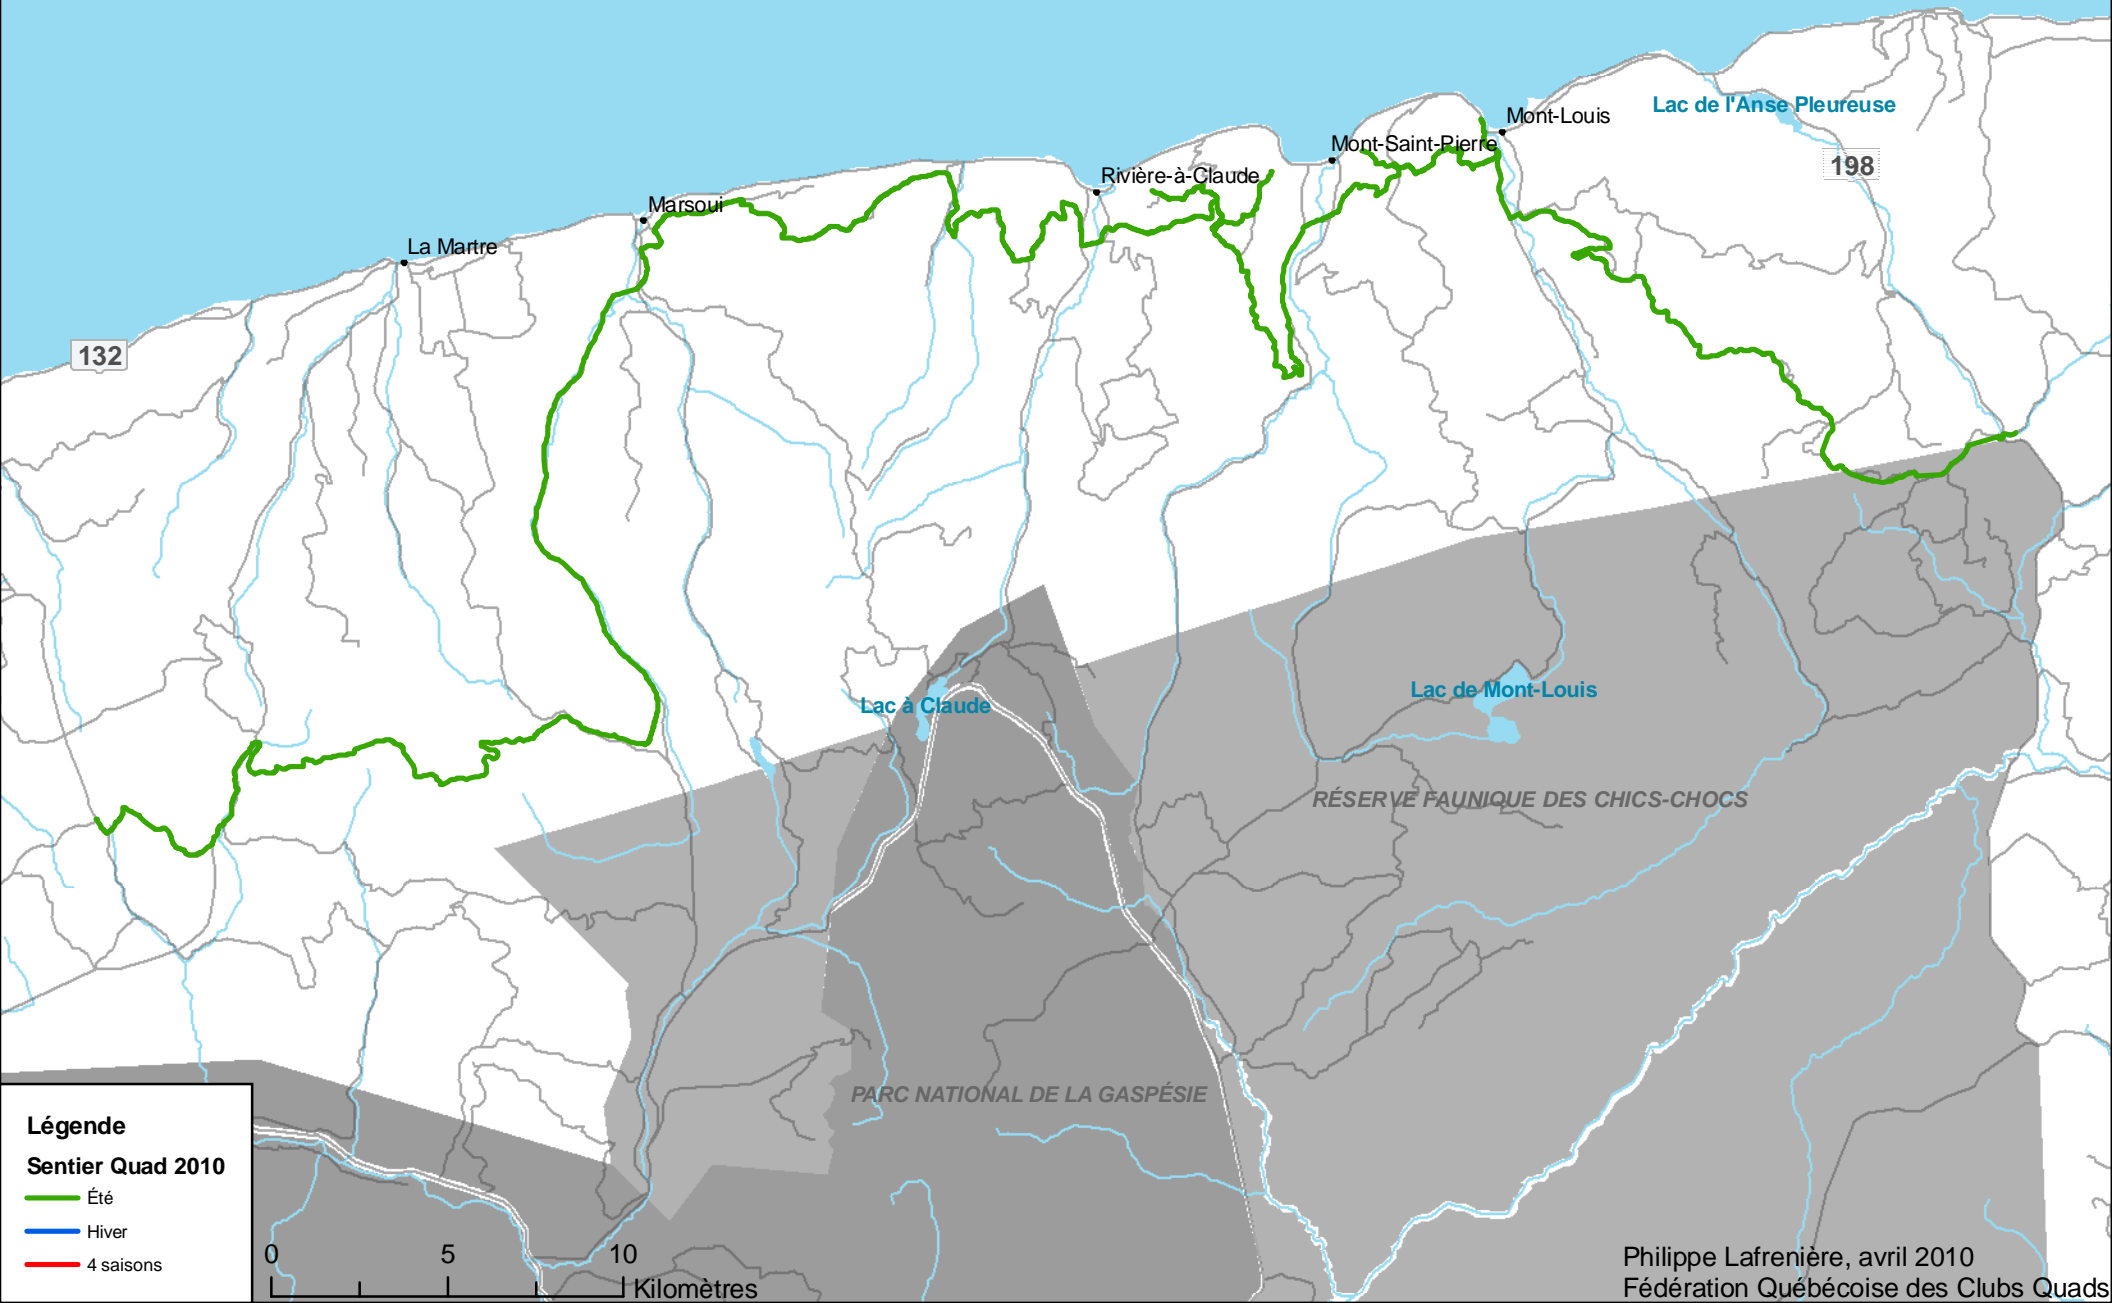 Lac de l'Anse Pleureuse
Mont-Louis
Mont-Saint-Pierre
198
Rivière-à-Claude
Marsoui
La Martre
132
Lac à Claude
Lac de Mont-Louis
RÉSERVE FAUNIQUE DES CHICS-CHOCS
PARC NATIONAL DE LA GASPÉSIE
Légende
Sentier Quad 2010
Été
Hiver
4 saisons
0 5 10
Kilomètres
Philippe Lafrenière, avril 2010
Fédération Québécoise des Clubs Quads